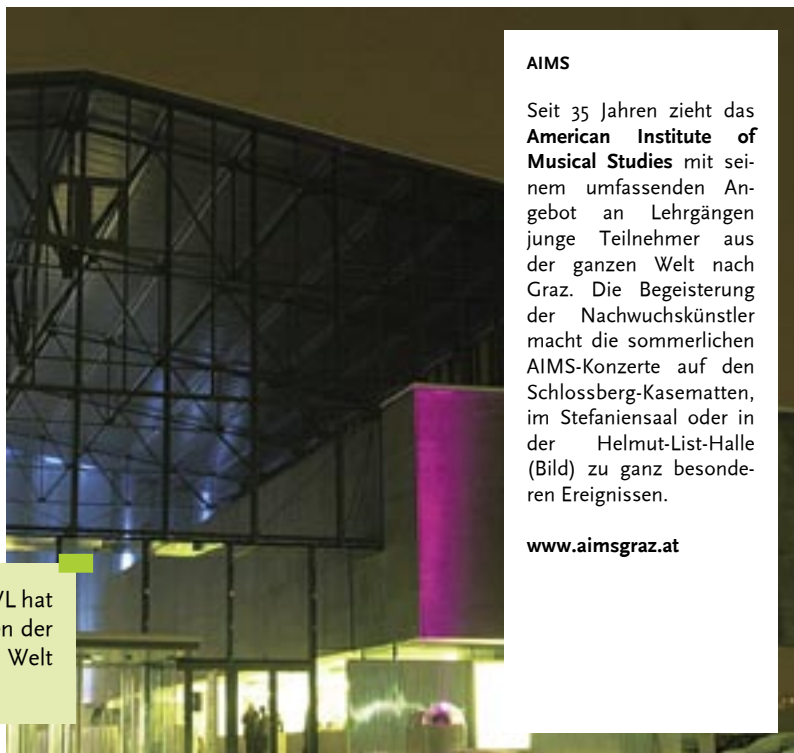 AIMS
Seit 35 Jahren zieht das
American Institute of
Musical Studies mit sei-
nem umfassenden An-
gebot an Lehrgängen
junge Teilnehmer aus
der ganzen Welt nach
Graz. Die Begeisterung
der Nachwuchskünstler
macht die sommerlichen
AIMS-Konzerte auf den
Schlossberg-Kasematten,
im Stefaniensaal oder in
der Helmut-List-Halle
(Bild) zu ganz besonde-
ren Ereignissen.
www.aimsgraz.at
hat
der
Welt